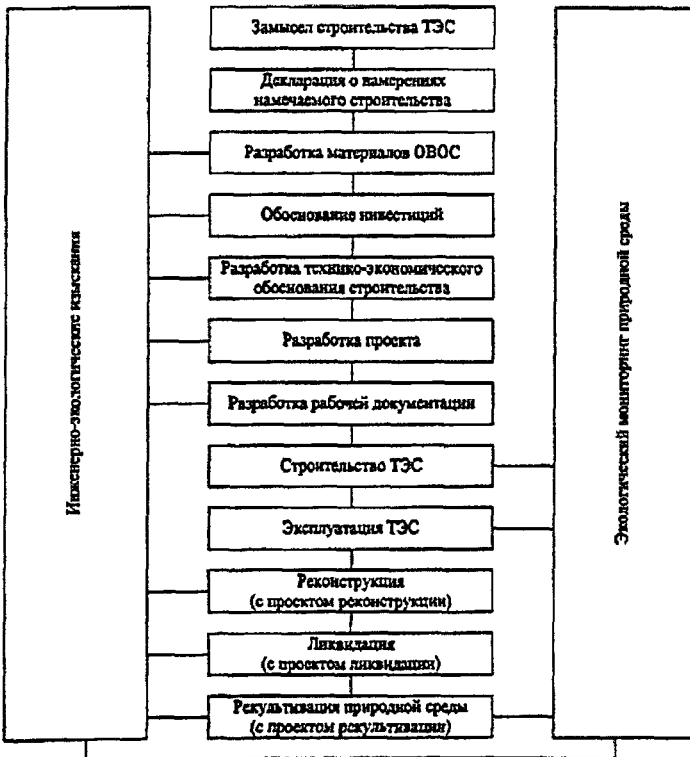 Замысел строительства ТЭС
Декларация о намерениях
намечаемого строительства
Разработка материалов ОВОС
Обоснование инвестиций
Разработка технико-экономического
обоснования строительства
Разработка проекта
Разработка рабочей документации
Строительство ТЭС
Эксплуатация ТЭС
Реконструкция
(с проектом реконструкции)
Ликвидация
(с проектом ликвидации)
Рекультивация природной среды
(с проектом рекультивации)
Инженерно-экологические изыскания
Экологический мониторинг природной среды